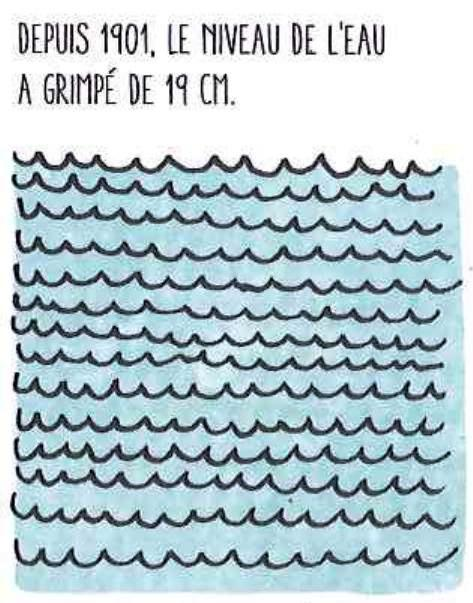 DEPUIS 1901, LE NIVEAU DE L'EAU
A GRIMPÉ DE 19 CM.